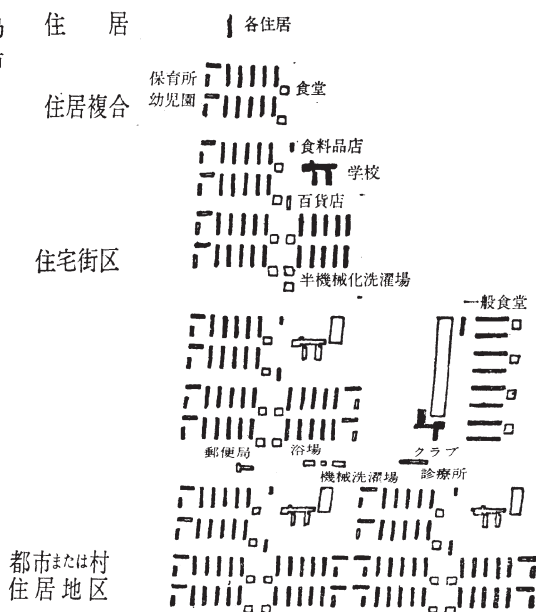 住居
各住居
保育所
幼児園
食堂
住居複合
食料品店
学校
百貨店
住宅街区
半機械化洗濯場
一般食堂
郵便局
浴場
クラブ
機械洗濯場
診療所
都市または村
住居地区